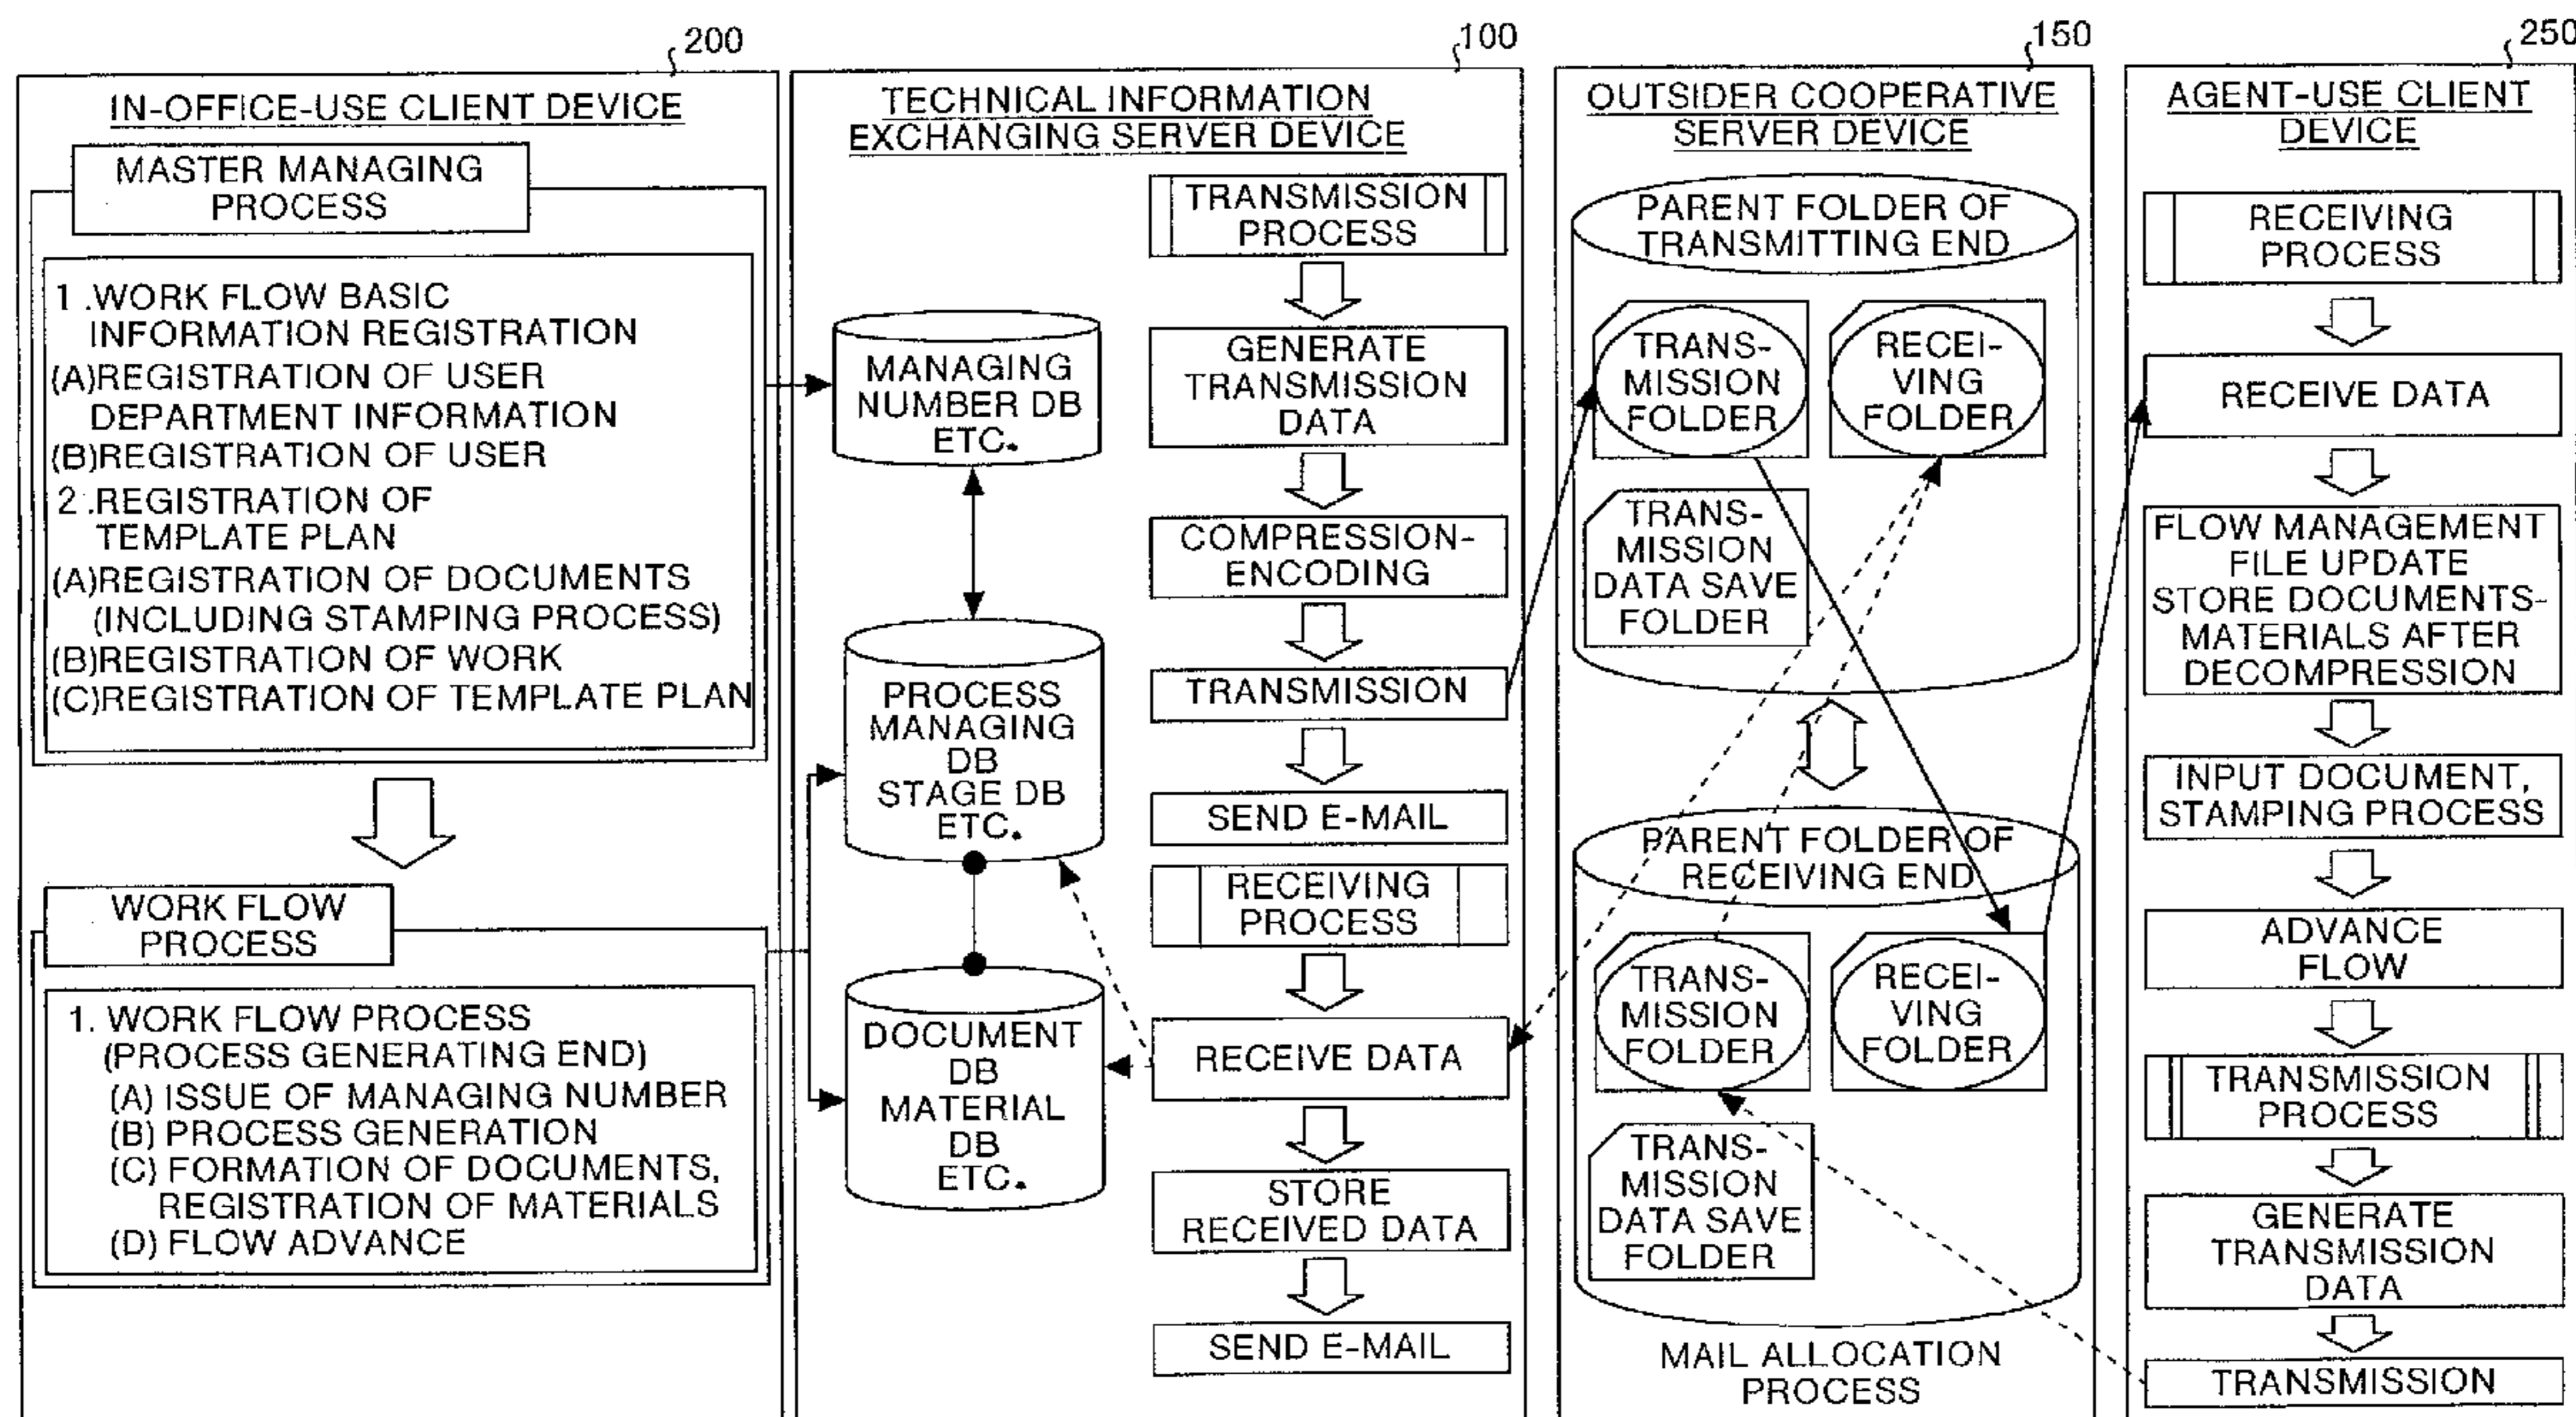 200
IN-OFFICE-USE CLIENT DEVICE
MASTER MANAGING
PROCESS
1 .WORK FLOW BASIC
INFORMATION REGISTRATION
(A)REGISTRATION OF USER
DEPARTMENT INFORMATION
(B)REGISTRATION OF USER
2 .REGISTRATION OF
TEMPLATE PLAN
(A)REGISTRATION OF DOCUMENTS
(INCLUDING STAMPING PROCESS)
(B)REGISTRATION OF WORK
(C)REGISTRATION OF TEMPLATE PLAN
WORK FLOW
PROCESS
1. WORK FLOW PROCESS
(PROCESS GENERATING END)
(A) ISSUE OF MANAGING NUMBER
(B) PROCESS GENERATION
(C) FORMATION OF DOCUMENTS,
REGISTRATION OF MATERIALS
(D) FLOW ADVANCE
100
TECHNICAL INFORMATION
EXCHANGING SERVER DEVICE
MANAGING
NUMBER DB
ETC.
PROCESS
MANAGING
DB
STAGE DB
ETC.
DOCUMENT
DB
MATERIAL
DB
ETC.
TRANSMISSION
PROCESS
GENERATE
TRANSMISSION
DATA
COMPRESSION-
ENCODING
TRANSMISSION
SEND E-MAIL
RECEIVING
PROCESS
RECEIVE DATA
STORE
RECEIVED DATA
SEND E-MAIL
150
OUTSIDER COOPERATIVE
SERVER DEVICE
PARENT FOLDER OF
TRANSMITTING END
TRANS-
MISSION
FOLDER
RECEI-
VING
FOLDER
TRANS-
MISSION
DATA SAVE
FOLDER
PARENT FOLDER OF
RECEIVING END
TRANS-
MISSION
FOLDER
RECEI-
VING
FOLDER
TRANS-
MISSION
DATA SAVE
FOLDER
MAIL ALLOCATION
PROCESS
250
AGENT-USE CLIENT
DEVICE
RECEIVING
PROCESS
RECEIVE DATA
FLOW MANAGEMENT
FILE UPDATE
STORE DOCUMENTS-
MATERIALS AFTER
DECOMPRESSION
INPUT DOCUMENT,
STAMPING PROCESS
ADVANCE
FLOW
TRANSMISSION
PROCESS
GENERATE
TRANSMISSION
DATA
TRANSMISSION